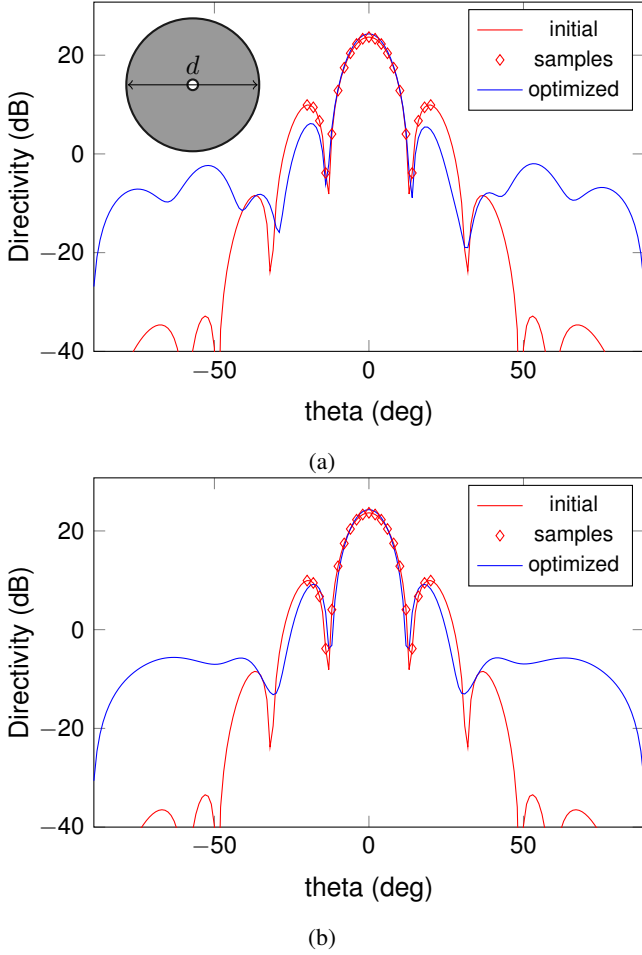 20
0
−20
−40
−50
0
50
Directivity (dB)
theta (deg)
d
initial
samples
optimized
(a)
20
0
−20
−40
−50
0
50
Directivity (dB)
theta (deg)
initial
samples
optimized
(b)